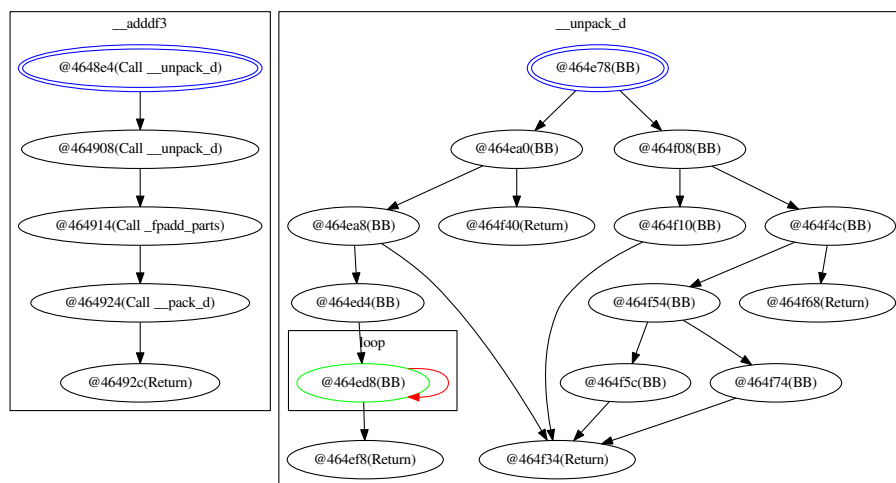 __adddf3
@4648e4(Call __unpack_d)
@464908(Call __unpack_d)
@464914(Call _fpadd_parts)
@464924(Call __pack_d)
@46492c(Return)
__unpack_d
@464e78(BB)
@464ea0(BB)
@464f08(BB)
@464ea8(BB)
@464f40(Return)
@464f10(BB)
@464f4c(BB)
@464ed4(BB)
@464f54(BB)
@464f68(Return)
loop
@464ed8(BB)
@464f5c(BB)
@464f74(BB)
@464ef8(Return)
@464f34(Return)